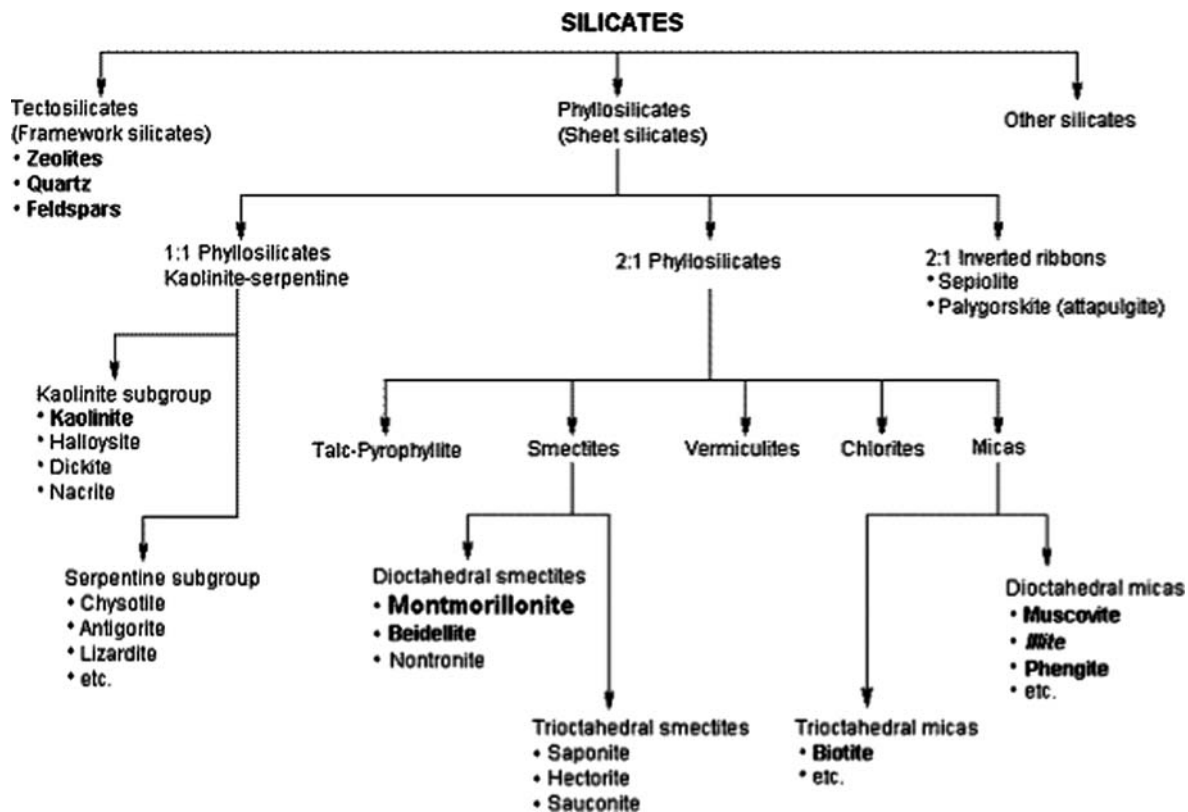 SILICATES
Tectosilicates
(Framework silicates)
• Zeolites
• Quartz
• Feldspars
Phyllosilicates
(Sheet silicates)
Other silicates
1:1 Phyllosilicates
Kaolinite-serpentine
2:1 Phyllosilicates
2:1 Inverted ribbons
• Sepiolite
• Palygorskite (attapulgite)
Kaolinite subgroup
• Kaolinite
• Halloysite
• Dickite
• Nacrite
Talc-Pyrophyllite
Smectites
Vermiculites
Chlorites
Micas
Serpentine subgroup
• Chysotile
• Antigorite
• Lizardite
• etc.
Dioctahedral smectites
• Montmorillonite
• Beidellite
• Nontronite
Dioctahedral micas
• Muscovite
• Illite
• Phengite
• etc.
Trioctahedral smectites
• Saponite
• Hectorite
• Sauconite
Trioctahedral micas
• Biotite
• etc.